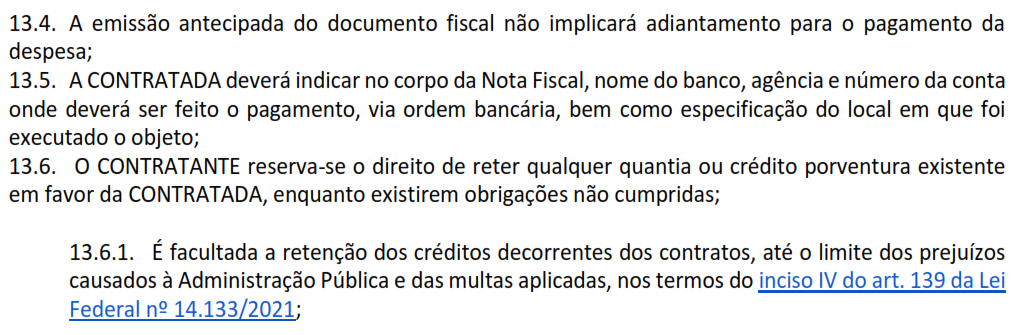 13.4. A emissão antecipada do documento fiscal não implicará adiantamento para o pagamento da
despesa;
13.5. A CONTRATADA deverá indicar no corpo da Nota Fiscal, nome do banco, agência e número da conta
onde deverá ser feito o pagamento, via ordem bancária, bem como especificação do local em que foi
executado o objeto;
13.6. O CONTRATANTE reserva-se o direito de reter qualquer quantia ou crédito porventura existente
em favor da CONTRATADA, enquanto existirem obrigações não cumpridas;
13.6.1. É facultada a retenção dos créditos decorrentes dos contratos, até o limite dos prejuízos
causados à Administração Pública e das multas aplicadas, nos termos do inciso IV do art. 139 da Lei
Federal nº 14.133/2021;